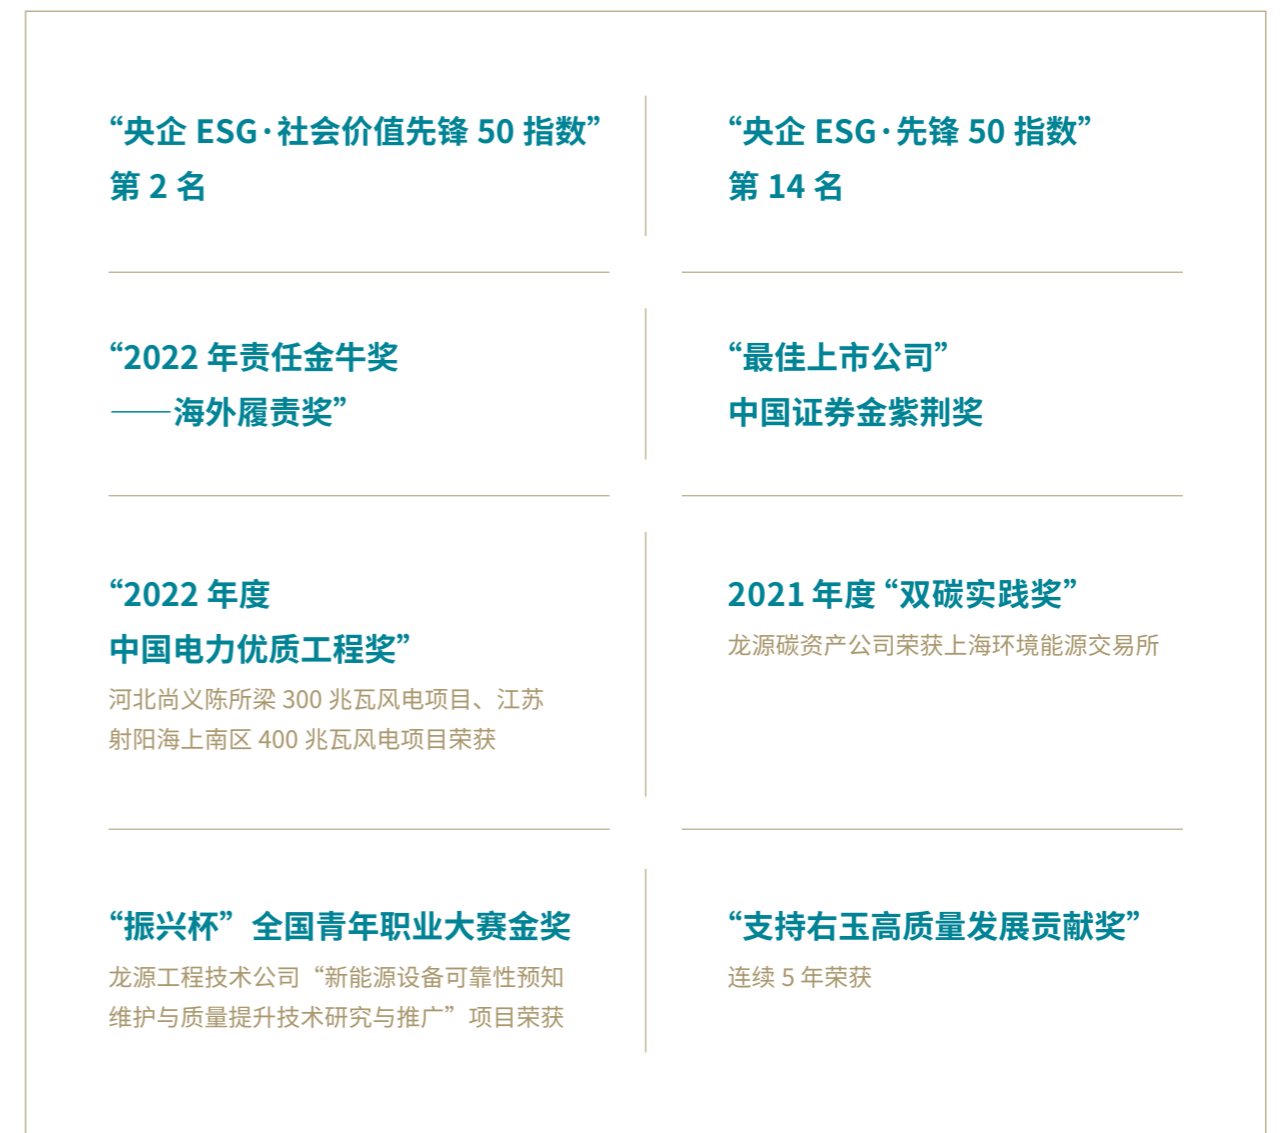 “央企 ESG·社会价值先锋 50 指数”
第 2 名
“央企 ESG·先锋 50 指数”
第 14 名
“2022 年责任金牛奖
——海外履责奖”
“最佳上市公司”
中国证券金紫荆奖
“2022 年度
中国电力优质工程奖”
河北尚义陈所梁 300 兆瓦风电项目、江苏
射阳海上南区 400 兆瓦风电项目荣获
2021 年度 “双碳实践奖”
龙源碳资产公司荣获上海环境能源交易所
“振兴杯”全国青年职业大赛金奖
龙源工程技术公司“新能源设备可靠性预知
维护与质量提升技术研究与推广”项目荣获
“支持右玉高质量发展贡献奖”
连续 5 年荣获